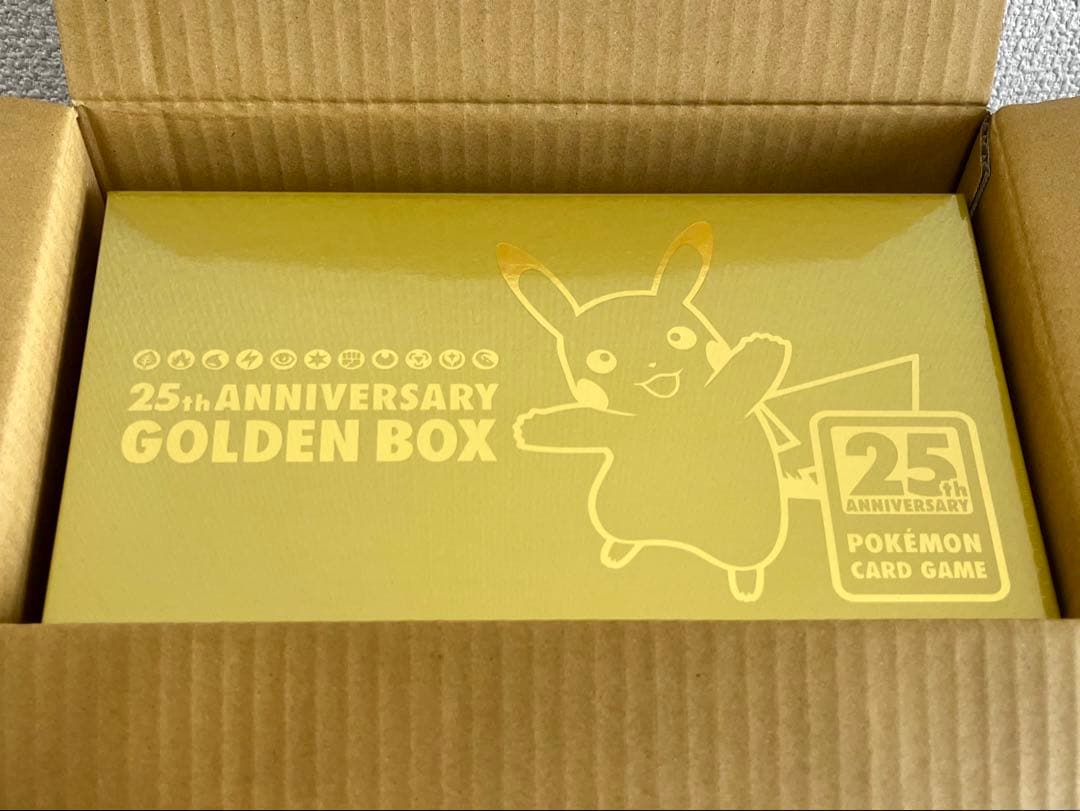 25th ANNIVERSARY
GOLDEN BOX
25th
ANNIVERSARY
POKÉMON
CARD GAME